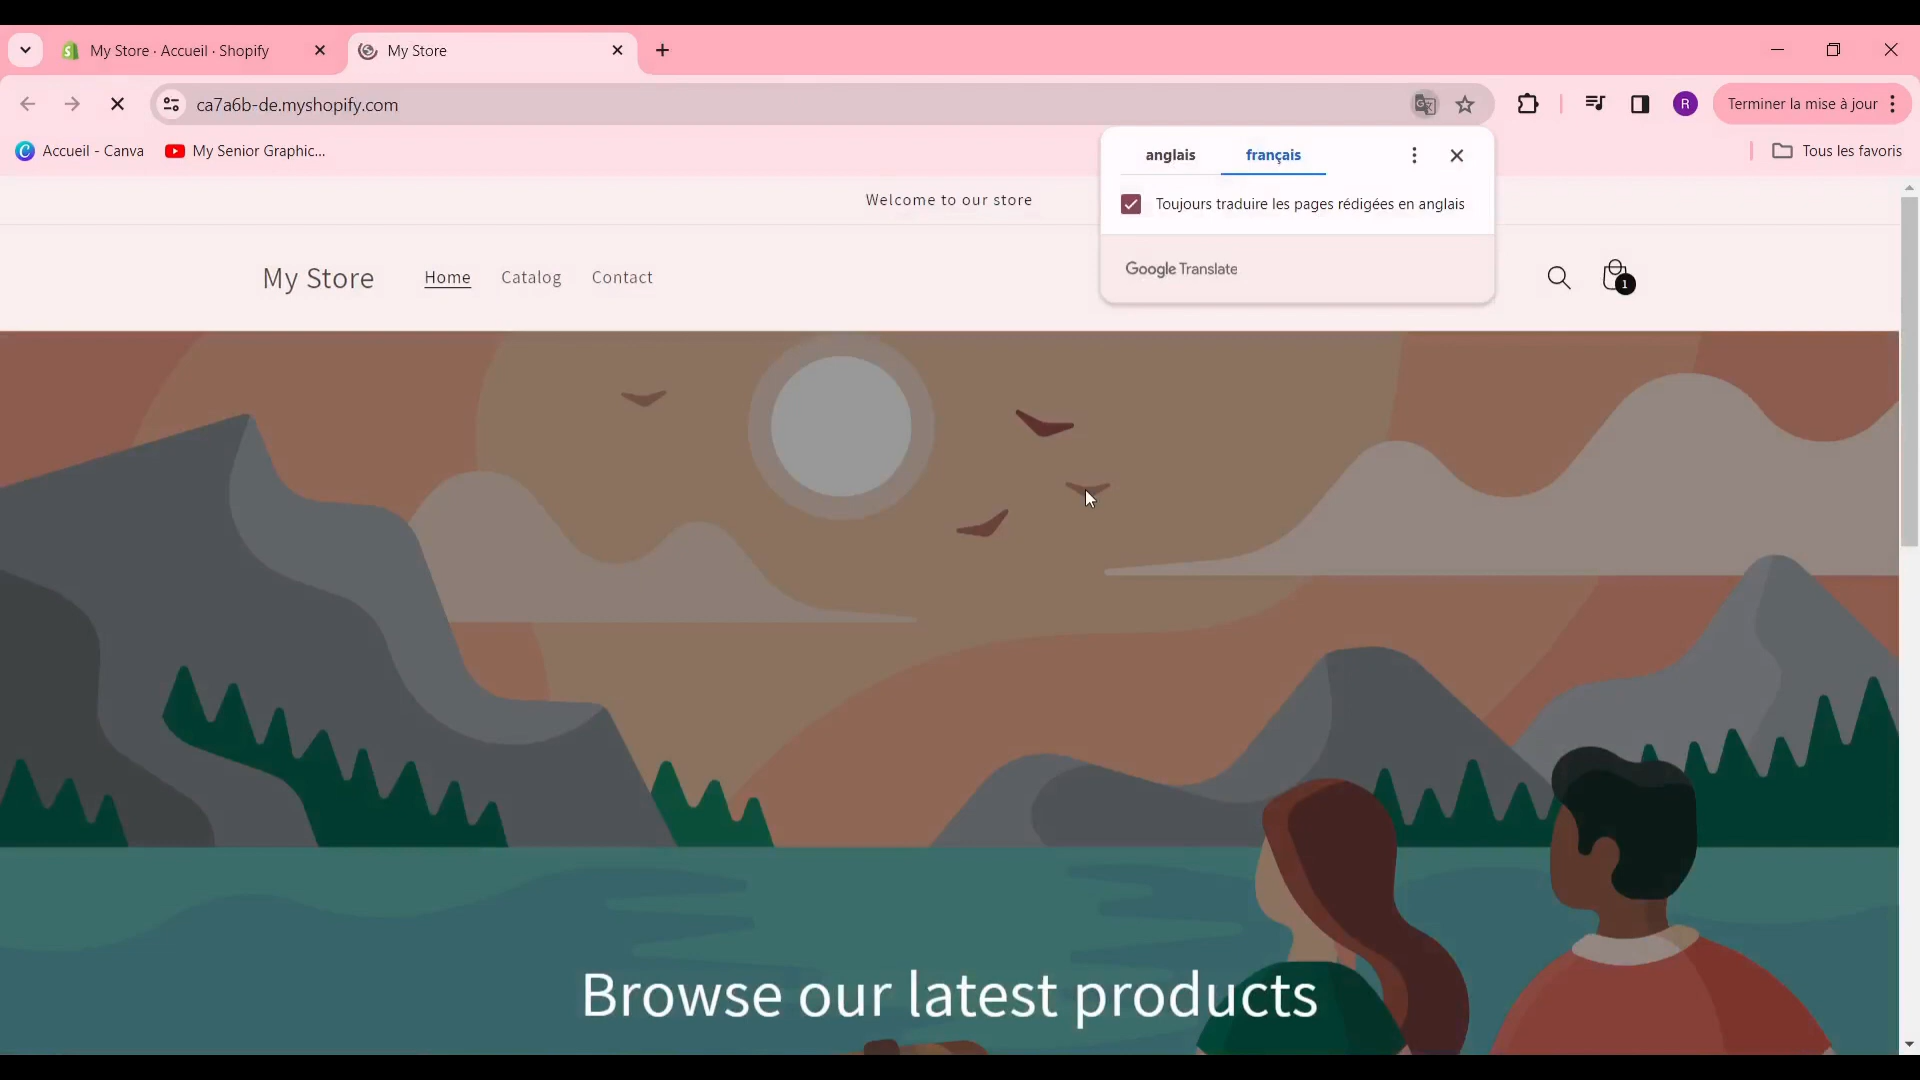 My Store · Accueil · Shopify
My Store
ca7a6b-de.myshopify.com
R
Terminer la mise à jour
Accueil - Canva
My Senior Graphic...
Tous les favoris
anglais
français
Toujours traduire les pages rédigées en anglais
Google Translate
Welcome to our store
My Store
Home
Catalog
Contact
1
Browse our latest products